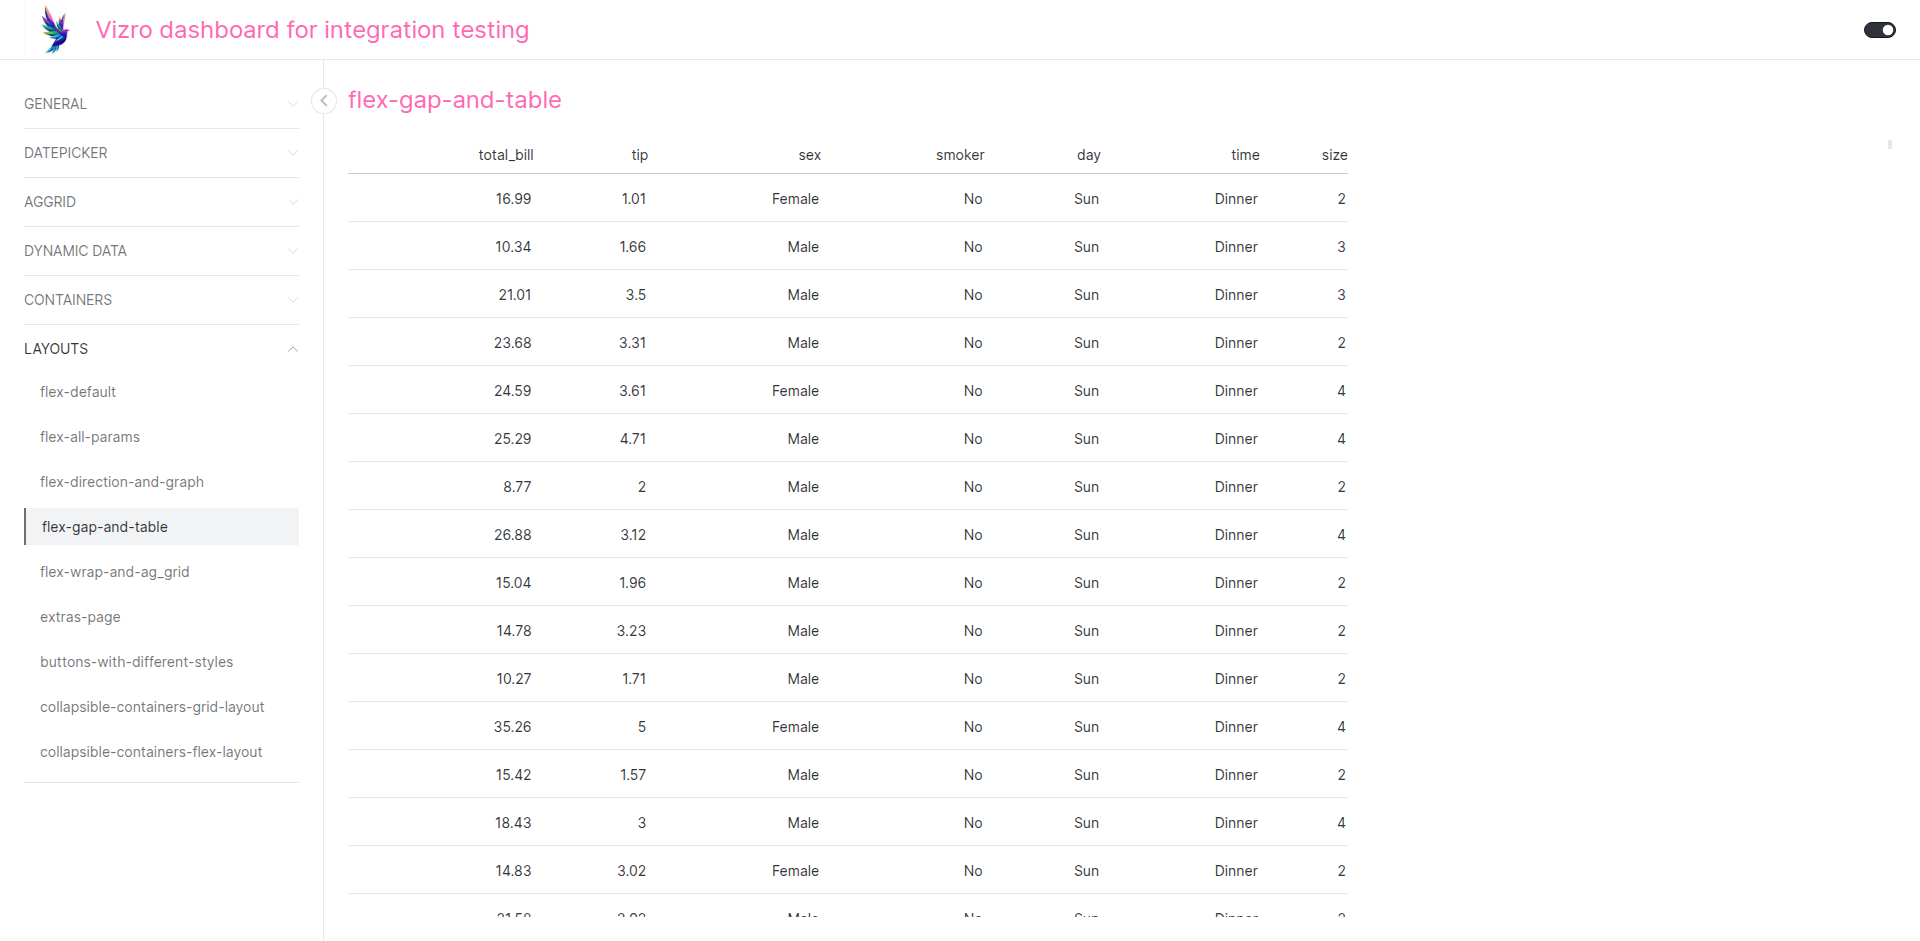 Vizro dashboard for integration testing
GENERAL
DATEPICKER
AGGRID
DYNAMIC DATA
CONTAINERS
LAYOUTS
flex-default
flex-all-params
flex-direction-and-graph
flex-gap-and-table
flex-wrap-and-ag_grid
extras-page
buttons-with-different-styles
collapsible-containers-grid-layout
collapsible-containers-flex-layout
flex-gap-and-table
total_bill tip sex smoker day time size
16.99 1.01 Female No Sun Dinner 2
10.34 1.66 Male No Sun Dinner 3
21.01 3.5 Male No Sun Dinner 3
23.68 3.31 Male No Sun Dinner 2
24.59 3.61 Female No Sun Dinner 4
25.29 4.71 Male No Sun Dinner 4
8.77 2 Male No Sun Dinner 2
26.88 3.12 Male No Sun Dinner 4
15.04 1.96 Male No Sun Dinner 2
14.78 3.23 Male No Sun Dinner 2
10.27 1.71 Male No Sun Dinner 2
35.26 5 Female No Sun Dinner 4
15.42 1.57 Male No Sun Dinner 2
18.43 3 Male No Sun Dinner 4
14.83 3.02 Female No Sun Dinner 2